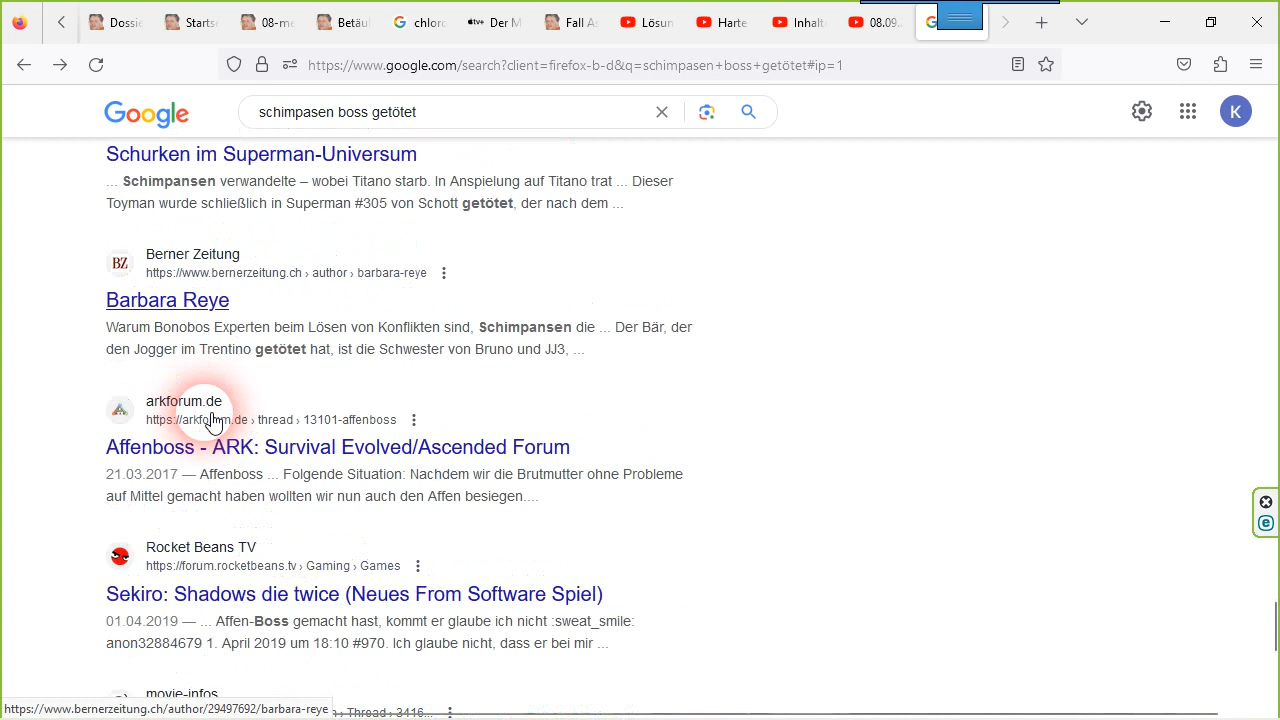 Dossie
Starts
08-me
Betäu
chlor
tv+ Der M
Fall A
Lösun
Harte
Inhalt
08.09.
https://www.google.com/search?client=firefox-b-d&q=schimpasen+boss+getötet#ip=1
Google
schimpasen boss getötet
K
Schurken im Superman-Universum
... Schimpansen verwandelte – wobei Titano starb. In Anspielung auf Titano trat ... Dieser
Toyman wurde schließlich in Superman #305 von Schott getötet, der nach dem ...
BZ
Berner Zeitung
https://www.bernerzeitung.ch › author › barbara-reye
Barbara Reye
Warum Bonobos Experten beim Lösen von Konflikten sind, Schimpansen die ... Der Bär, der
den Jogger im Trentino getötet hat, ist die Schwester von Bruno und JJ3, ...
arkforum.de
https://arkforum.de › thread › 13101-affenboss
Affenboss - ARK: Survival Evolved/Ascended Forum
21.03.2017 — Affenboss ... Folgende Situation: Nachdem wir die Brutmutter ohne Probleme
auf Mittel gemacht haben wollten wir nun auch den Affen besiegen....
Rocket Beans TV
https://forum.rocketbeans.tv › Gaming › Games
Sekiro: Shadows die twice (Neues From Software Spiel)
01.04.2019 — ... Affen-Boss gemacht hast, kommt er glaube ich nicht :sweat_smile:
anon32884679 1. April 2019 um 18:10 #970. Ich glaube nicht, dass er bei mir ...
movie-infos
› Thread › 3416...
https://www.bernerzeitung.ch/author/29497692/barbara-reye